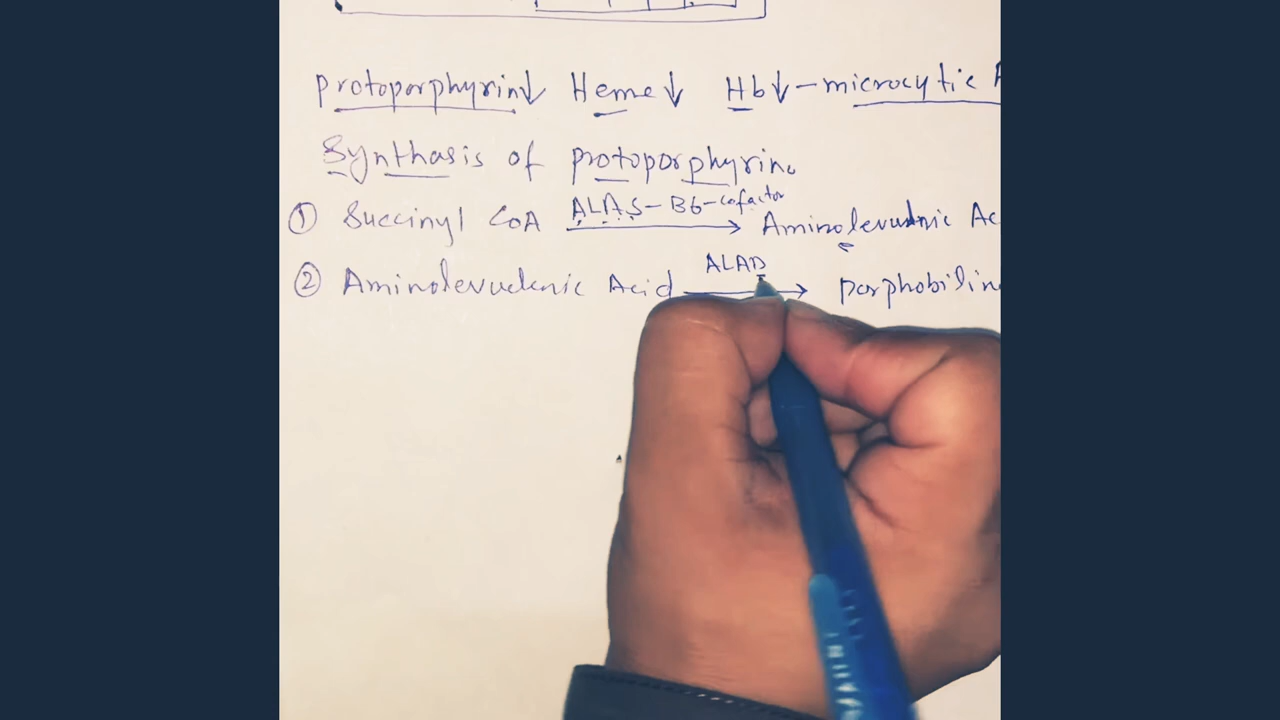 Protoporphyrin↓ Heme↓ Hb↓ - microcytic A
Synthasis of protoporphyrin.
① Succinyl CoA ALAS - B6 - cofactor → Aminolevulnic Ac
② Aminolevulenic Acid ALAD → porphobilin